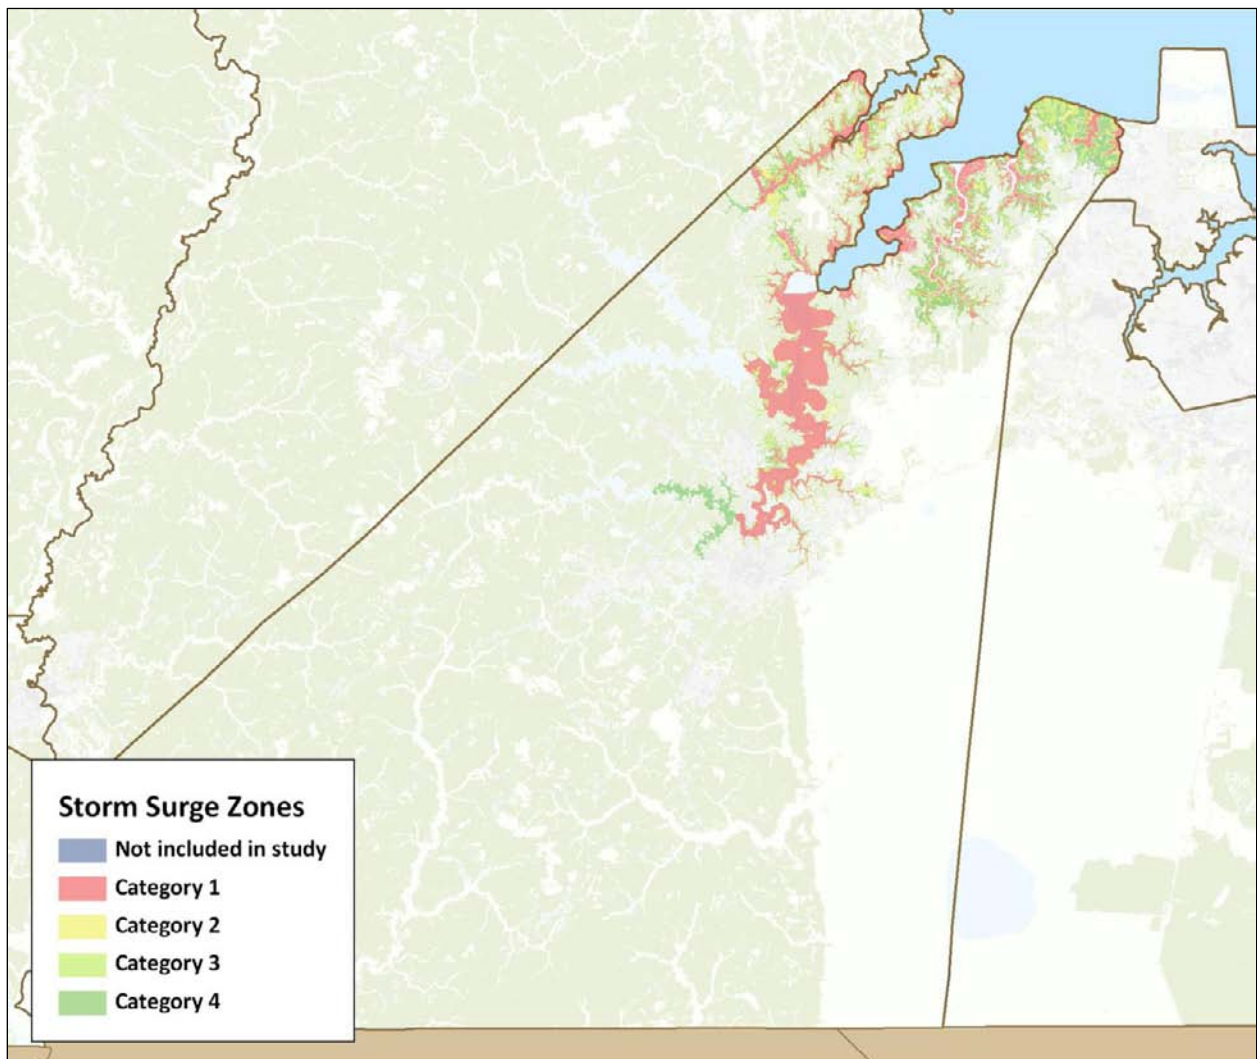 Storm Surge Zones
Not included in study
Category 1
Category 2
Category 3
Category 4